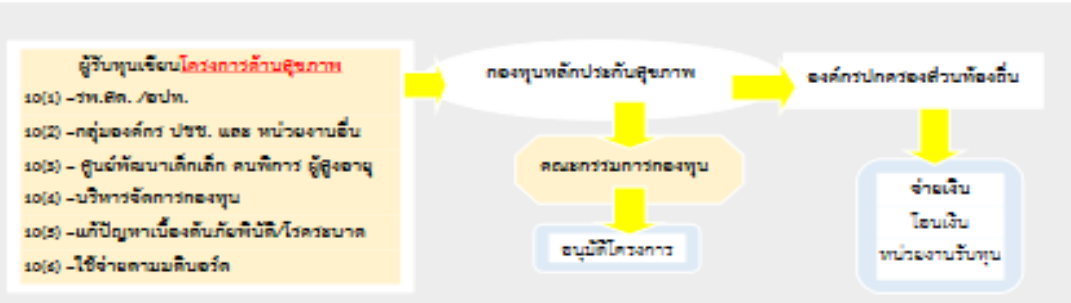 ผู้รับทุนเขียนโครงการด้านสุขภาพ
10(1) -รพ.สต. /อปท.
10(2) -กลุ่มองค์กร ปชช. และ หน่วยงานอื่น
10(3) - ศูนย์พัฒนาเด็กเล็ก คนพิการ ผู้สูงอายุ
10(4) -บริหารจัดการกองทุน
10(5) -แก้ปัญหาเบื้องต้นภัยพิบัติ/โรคระบาด
10(6) -ใช้จ่ายตามมติบอร์ด
กองทุนหลักประกันสุขภาพ
คณะกรรมการกองทุน
อนุมัติโครงการ
องค์กรปกครองส่วนท้องถิ่น
จ่ายเงิน
โอนเงิน
หน่วยงานรับทุน